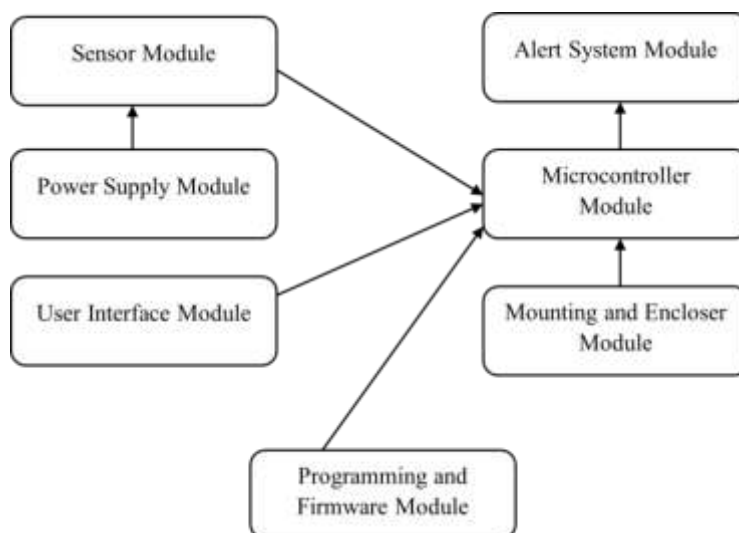 Sensor Module
Alert System Module
Power Supply Module
Microcontroller
Module
User Interface Module
Mounting and Encloser
Module
Programming and
Firmware Module